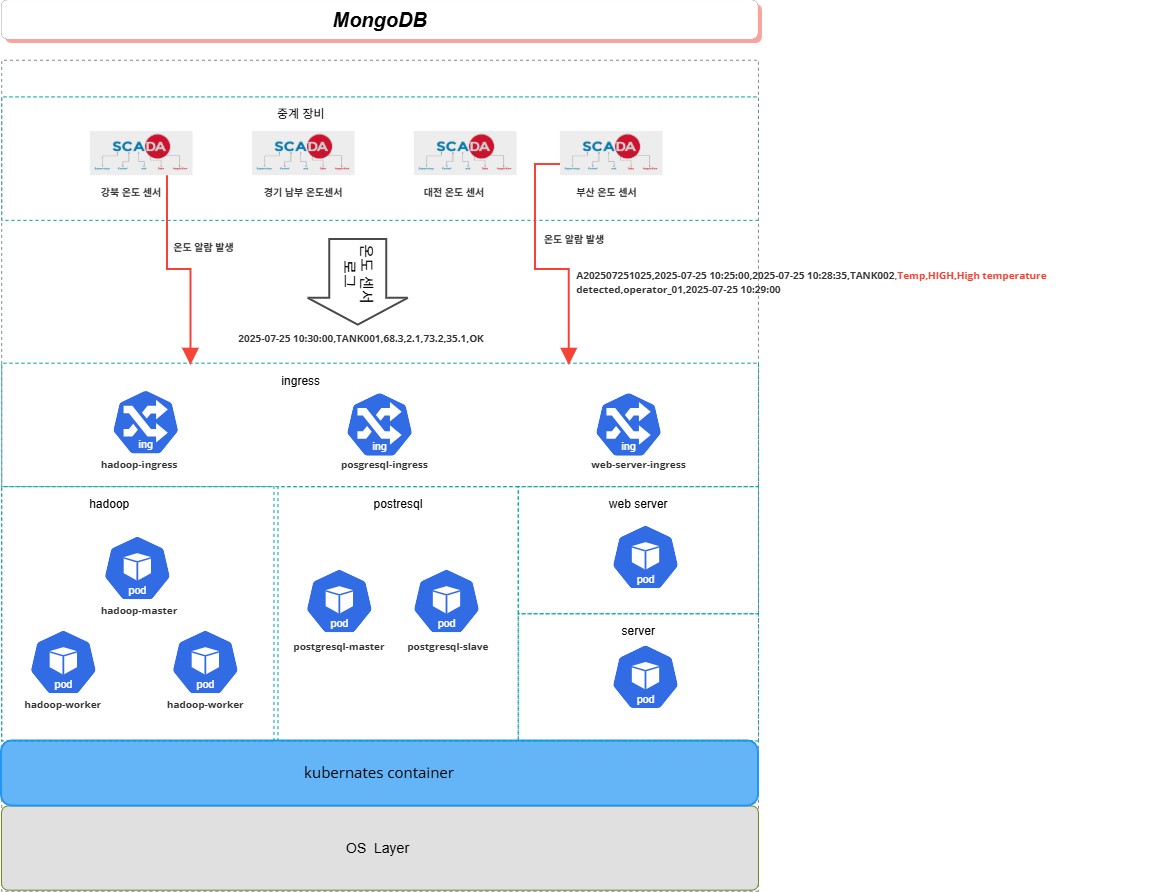 MongoDB
중계 장비
SCADA
SCADA
SCADA
SCADA
강북 온도 센서
경기 남부 온도센서
대전 온도 센서
부산 온도 센서
온도 알람 발생
온도 알람 발생
온도 센서
로그
A202507251025,2025-07-25 10:25:00,2025-07-25 10:28:35,TANK002,Temp,HIGH,High temperature
detected,operator_01,2025-07-25 10:29:00
2025-07-25 10:30:00,TANK001,68.3,2.1,73.2,35.1,OK
ingress
ing
ing
ing
hadoop-ingress
posgresql-ingress
web-server-ingress
hadoop
postresql
web server
pod
hadoop-master
pod
pod
hadoop-worker
hadoop-worker
pod
pod
postgresql-master
postgresql-slave
pod
server
pod
kubernates container
OS Layer